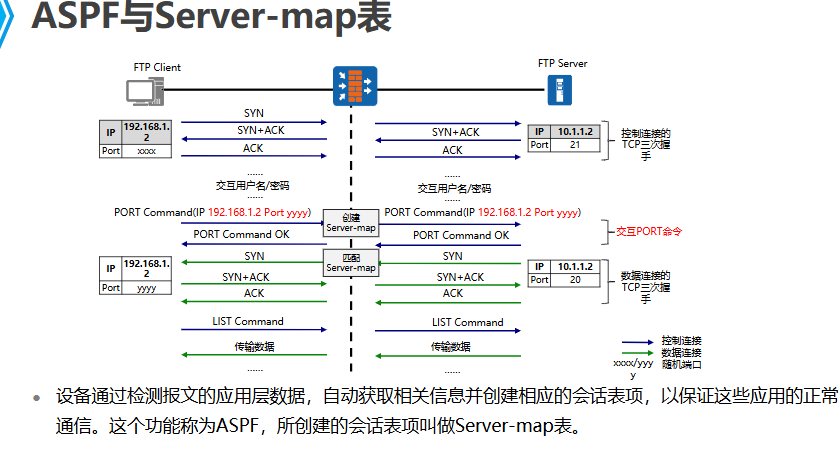 ASPF与Server-map表
FTP Client
FTP Server
SYN
SYN+ACK
ACK
SYN+ACK
ACK
IP 192.168.1.2
Port xxxx
IP 10.1.1.2
Port 21
控制连接的TCP三次握手
......
交互用户名/密码
......
......
交互用户名/密码
......
PORT Command(IP 192.168.1.2 Port yyyy)
创建
Server-map
PORT Command(IP 192.168.1.2 Port yyyy)
PORT Command OK
PORT Command OK
交互PORT命令
匹配
Server-map
SYN
SYN+ACK
ACK
SYN
SYN+ACK
ACK
IP 192.168.1.2
Port yyyy
IP 10.1.1.2
Port 20
数据连接的TCP三次握手
LIST Command
LIST Command
传输数据
传输数据
......
......
控制连接
数据连接
xxxx/yyyy 随机端口
设备通过检测报文的应用层数据，自动获取相关信息并创建相应的会话表项，以保证这些应用的正常
通信。这个功能称为ASPF，所创建的会话表项叫做Server-map表。